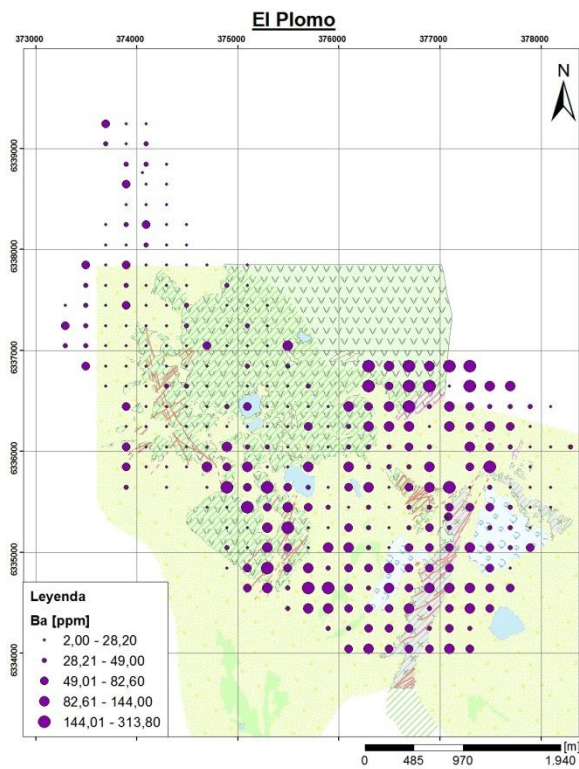 El Plomo
373000 374000 375000 376000 377000 378000
N
6339000
6338000
6337000
6336000
6335000
6334000
Leyenda
Ba [ppm]
2,00 - 28,20
28,21 - 49,00
49,01 - 82,60
82,61 - 144,00
144,01 - 313,80
[m]
0 485 970 1.940